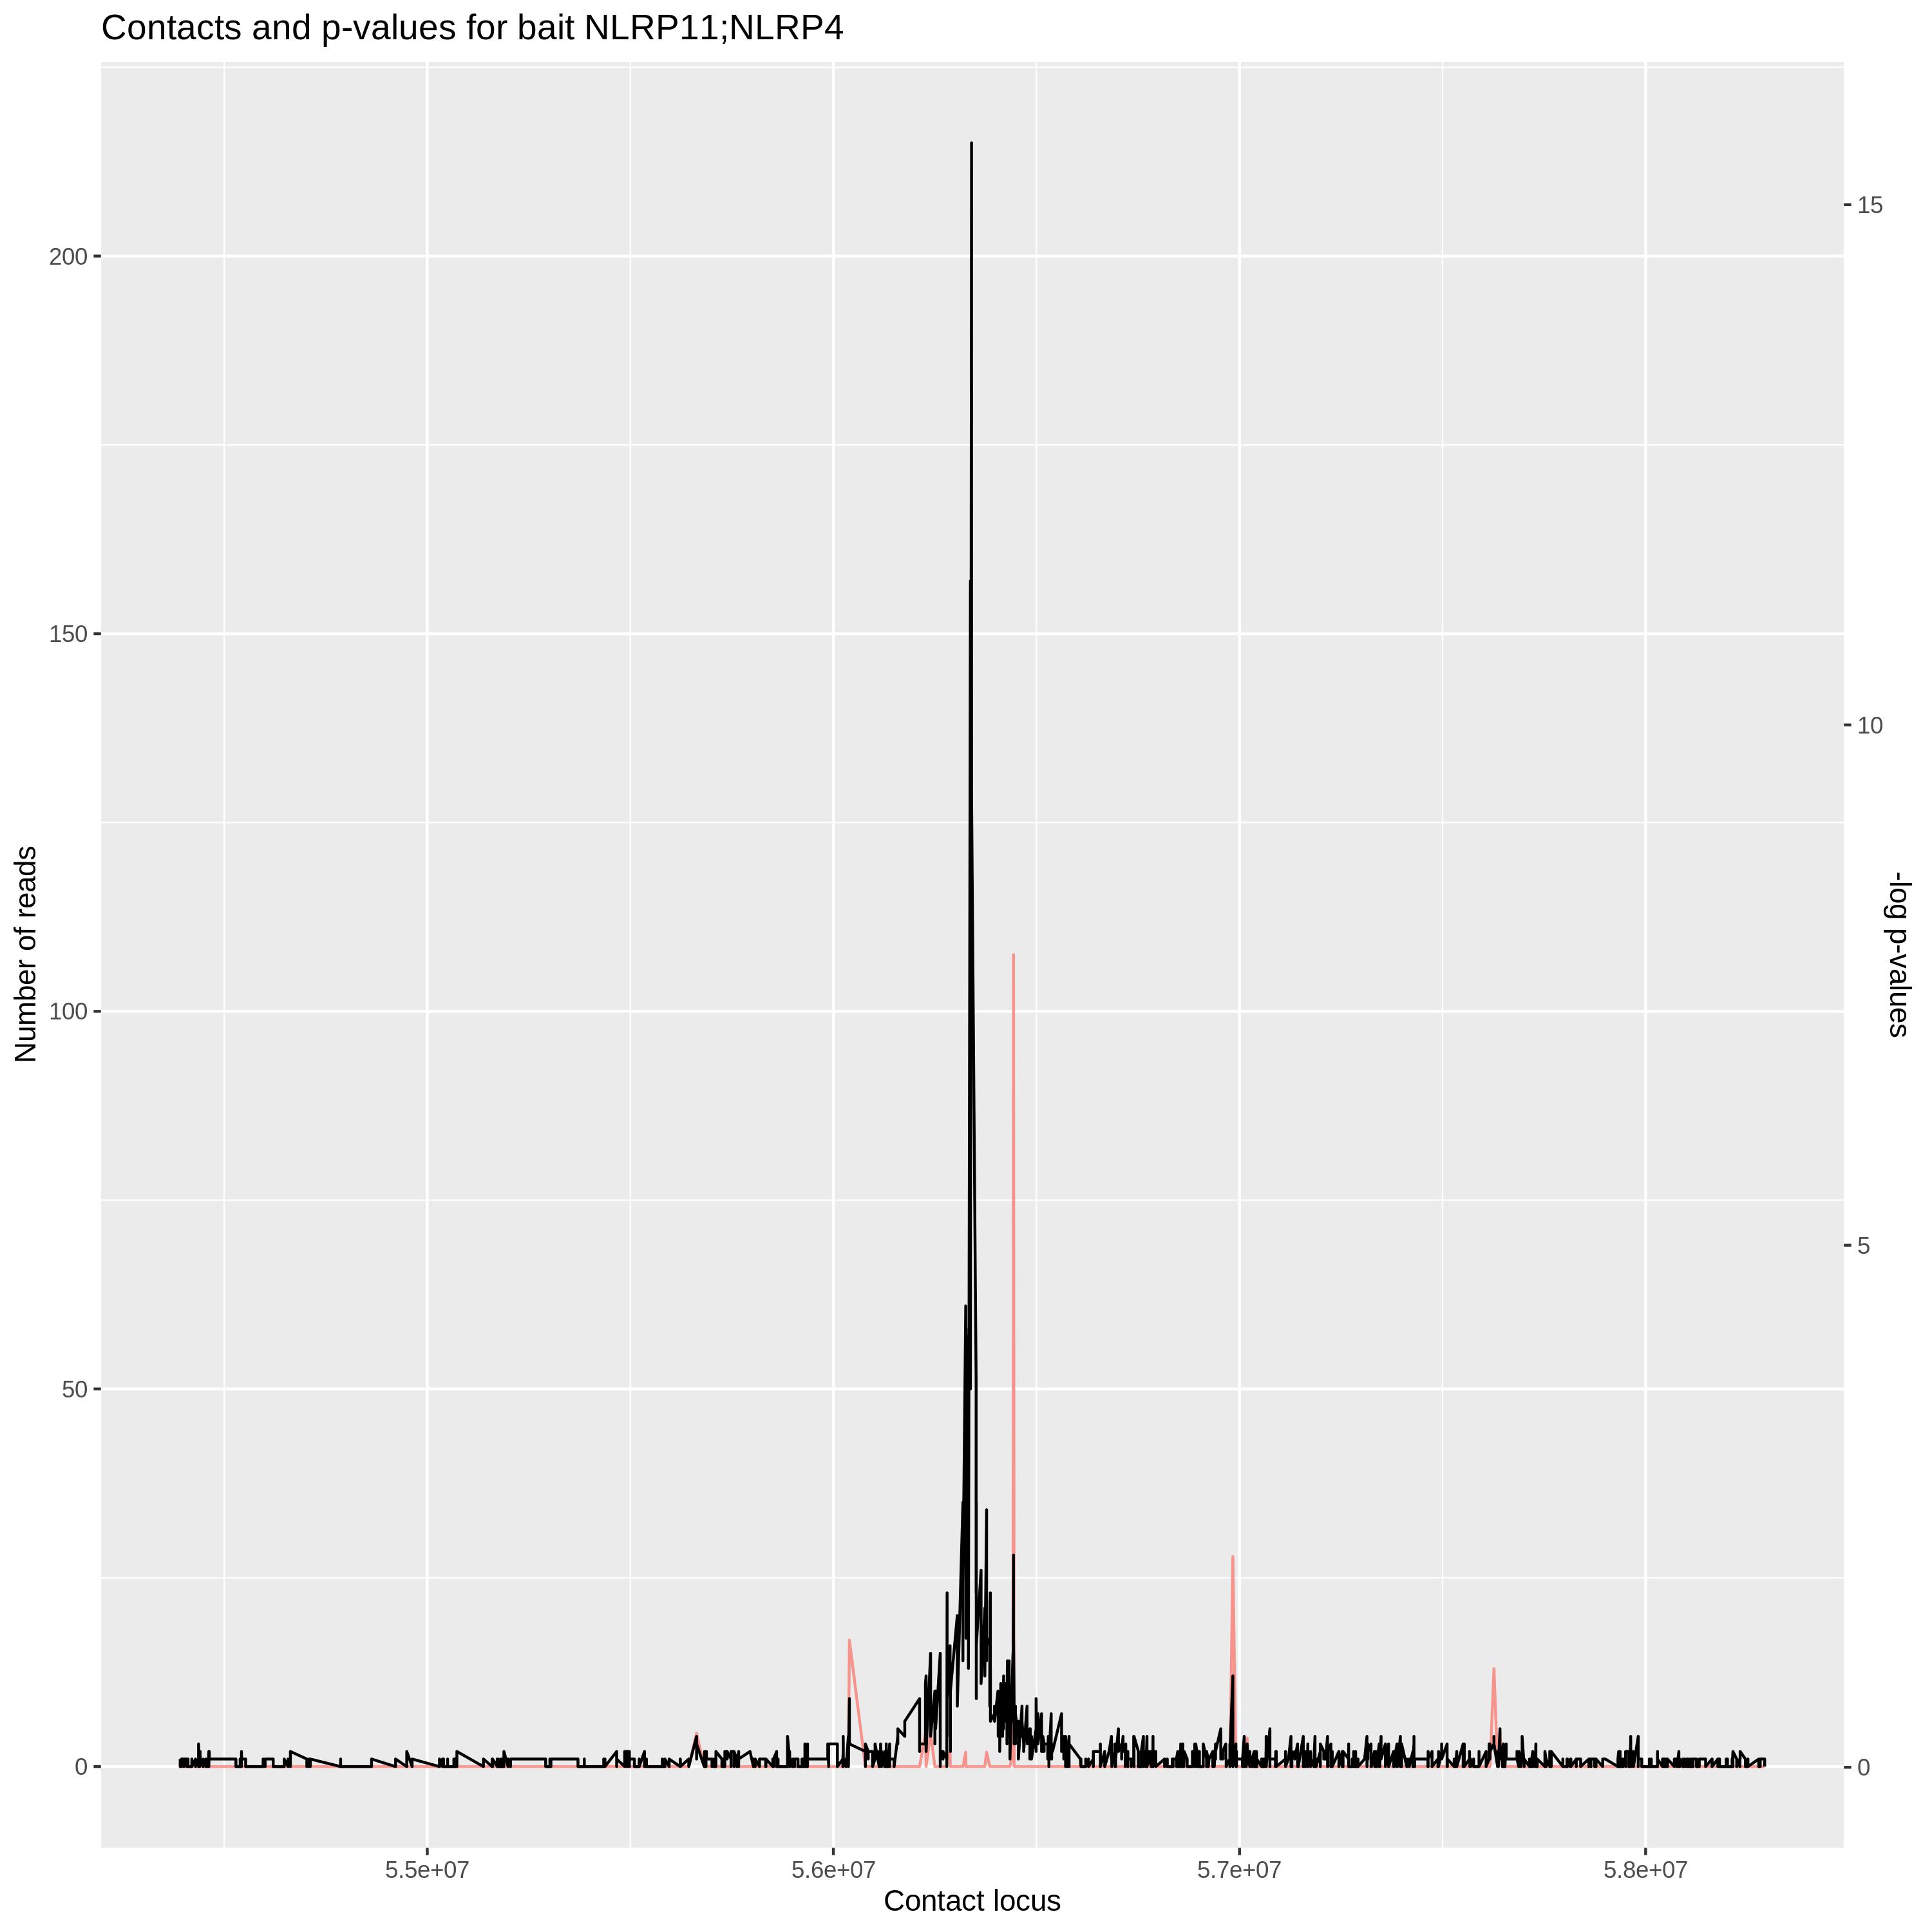 Contacts and p-values for bait NLRP11;NLRP4
200
150
100
50
0
Number of reads
15
10
5
0
-log p-values
5.5e+07
5.6e+07
5.7e+07
5.8e+07
Contact locus